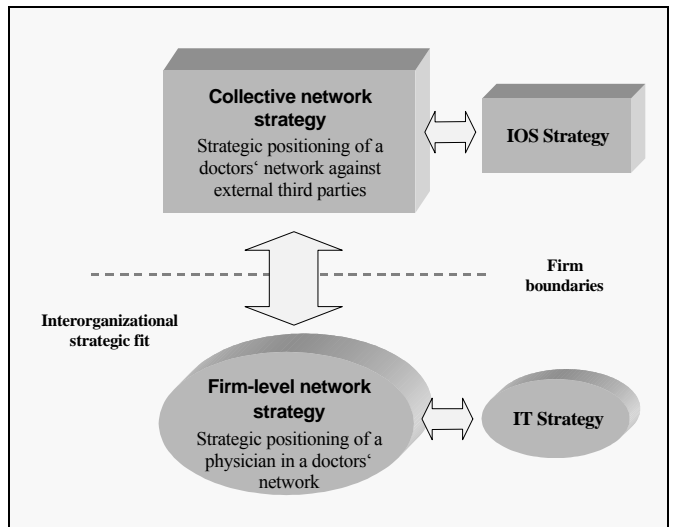 Collective network
strategy
Strategic positioning of a
doctors‘ network against
external third parties
IOS Strategy
Firm
boundaries
Interorganizational
strategic fit
Firm-level network
strategy
Strategic positioning of a
physician in a doctors‘
network
IT Strategy